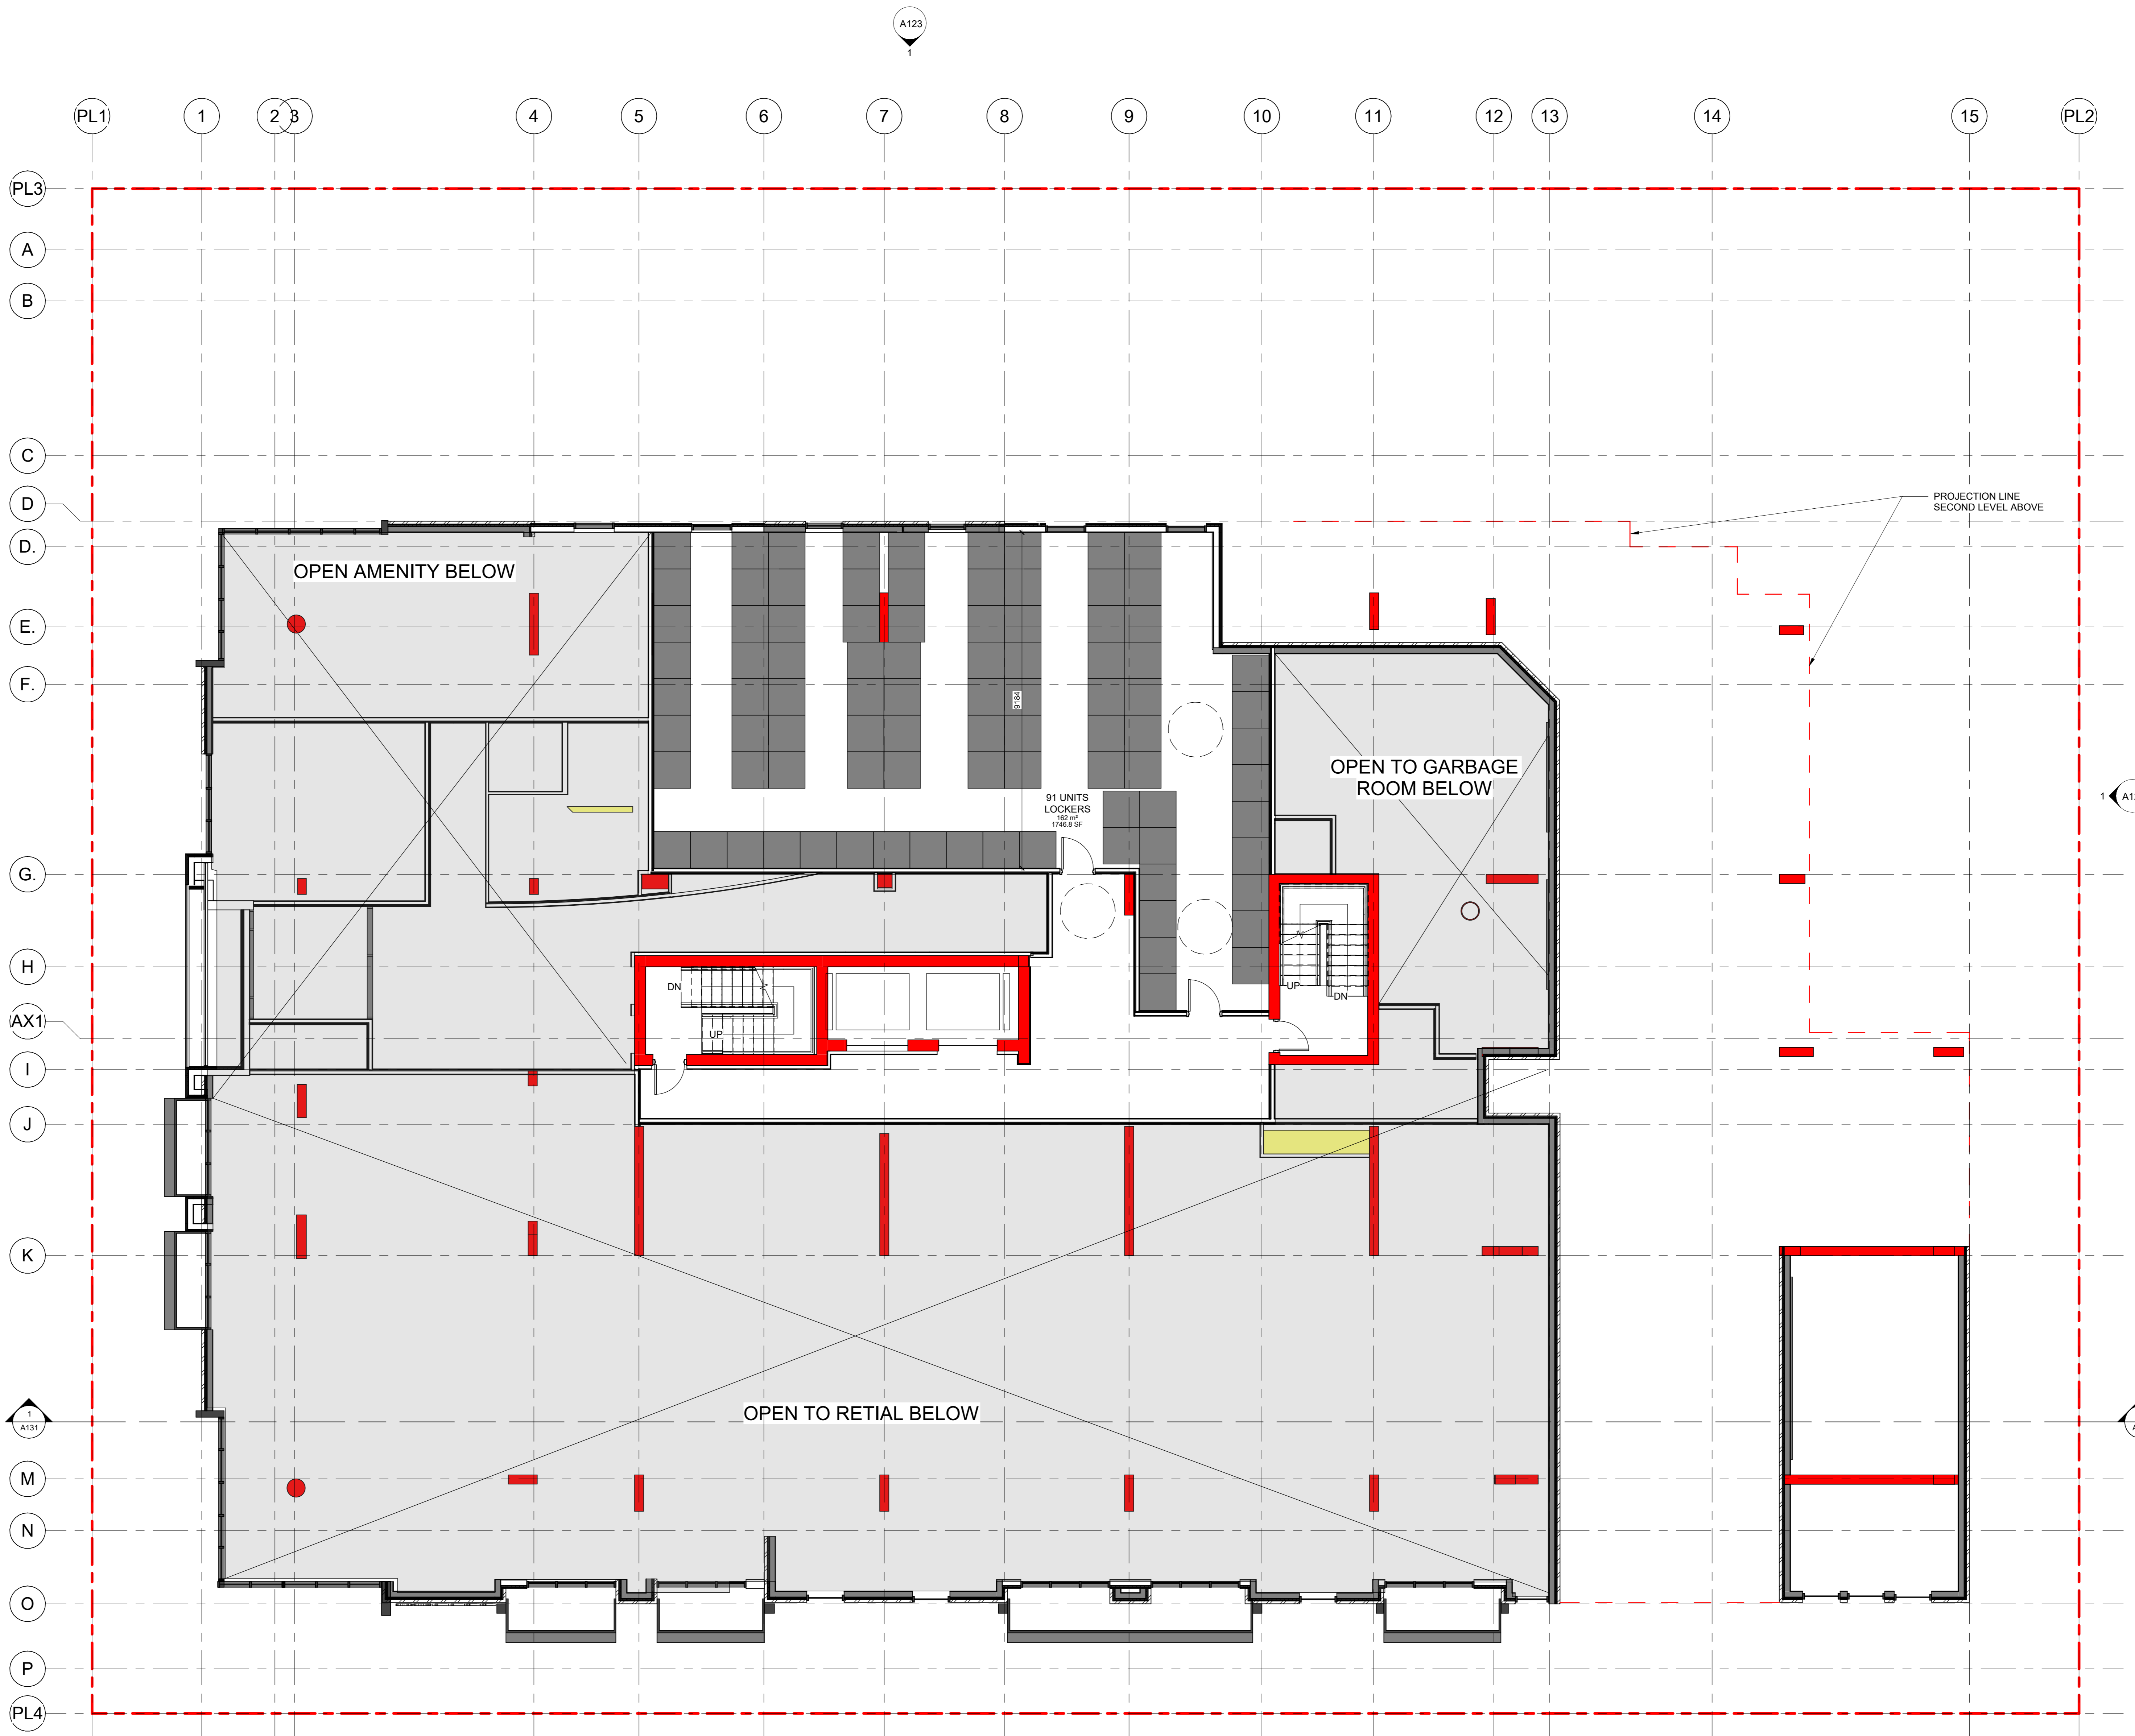 A123
1
PL1
1
2
3
4
5
6
7
8
9
10
11
12
13
14
15
PL2
PL3
A
B
C
D
PROJECTION LINE
SECOND LEVEL ABOVE
D.
OPEN AMENITY BELOW
E.
F.
9184
OPEN TO GARBAGE
ROOM BELOW
91 UNITS
LOCKERS
162 m²
1746.8 SF
1
G.
H
DN
UP
DN
AX1
UP
I
J
K
OPEN TO RETIAL BELOW
1
A131
M
N
O
P
PL4